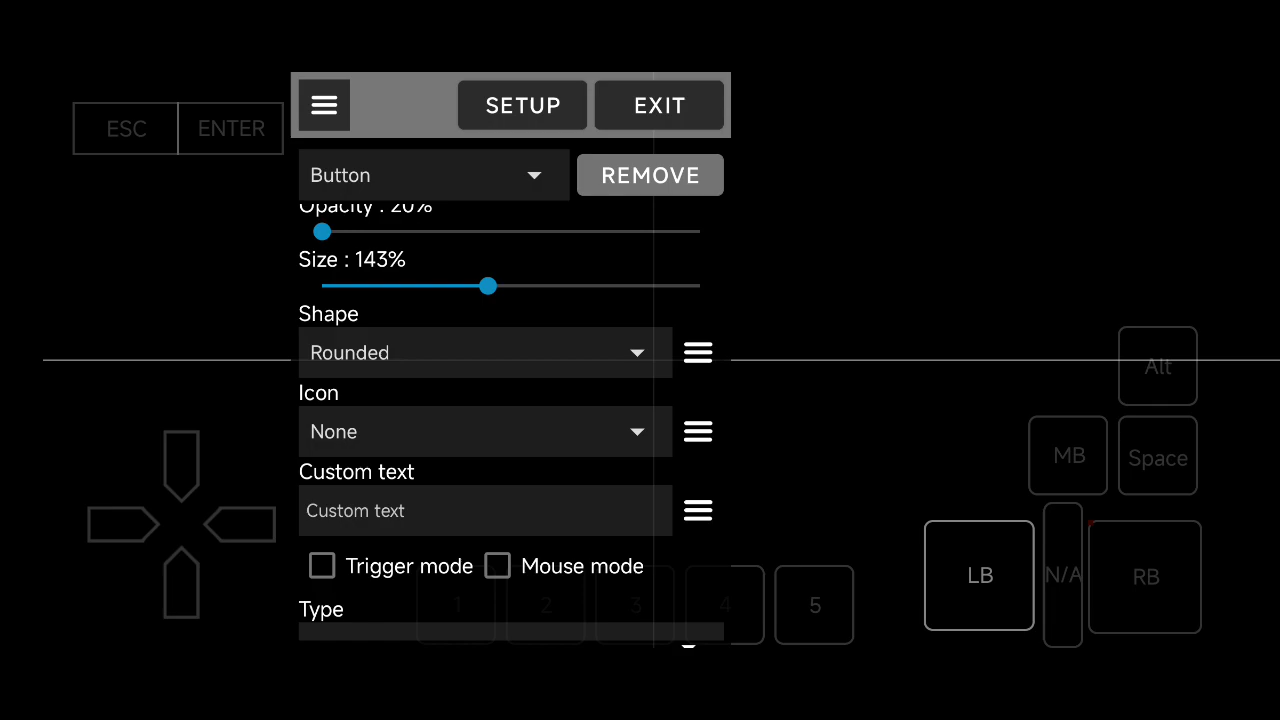 SETUP EXIT
ESC ENTER
Button REMOVE
Opacity : 20%
Size : 143%
Shape
Rounded
Alt
Icon
None
MB Space
Custom text
Custom text
Trigger mode Mouse mode
LB N/A RB
Type
1 2 3 4 5